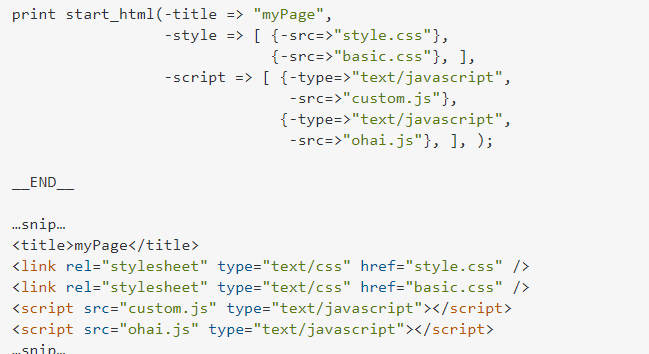 print start_html(-title => "myPage",
                 -style => [ {-src=>"style.css"},
                             {-src=>"basic.css"}, ],
                 -script => [ {-type=>"text/javascript",
                               -src=>"custom.js"},
                              {-type=>"text/javascript",
                               -src=>"ohai.js"}, ], );
__END__
…snip…
<title>myPage</title>
<link rel="stylesheet" type="text/css" href="style.css" />
<link rel="stylesheet" type="text/css" href="basic.css" />
<script src="custom.js" type="text/javascript"></script>
<script src="ohai.js" type="text/javascript"></script>
…snip…